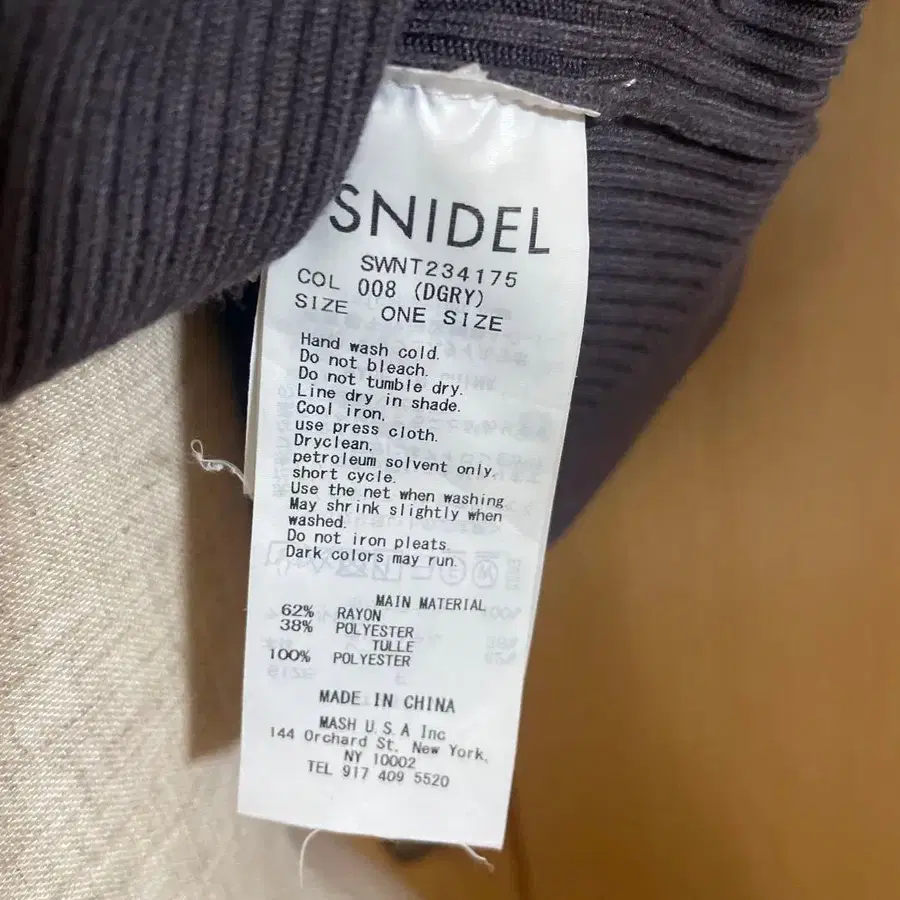 SNIDEL
SWNT234175
COL 008 (DGRY)
SIZE ONE SIZE
Hand wash cold.
Do not bleach.
Do not tumble dry.
Line dry in shade.
Cool iron,
use press cloth.
Dryclean,
petroleum solvent only,
short cycle.
Use the net when washing
May shrink slightly when
washed.
Do not iron pleats.
Dark colors may run.
MAIN MATERIAL
62% RAYON
38% POLYESTER
TULLE
100% POLYESTER
MADE IN CHINA
MASH U.S.A Inc
144 Orchard St. New York,
NY 10002
TEL 917 409 5520